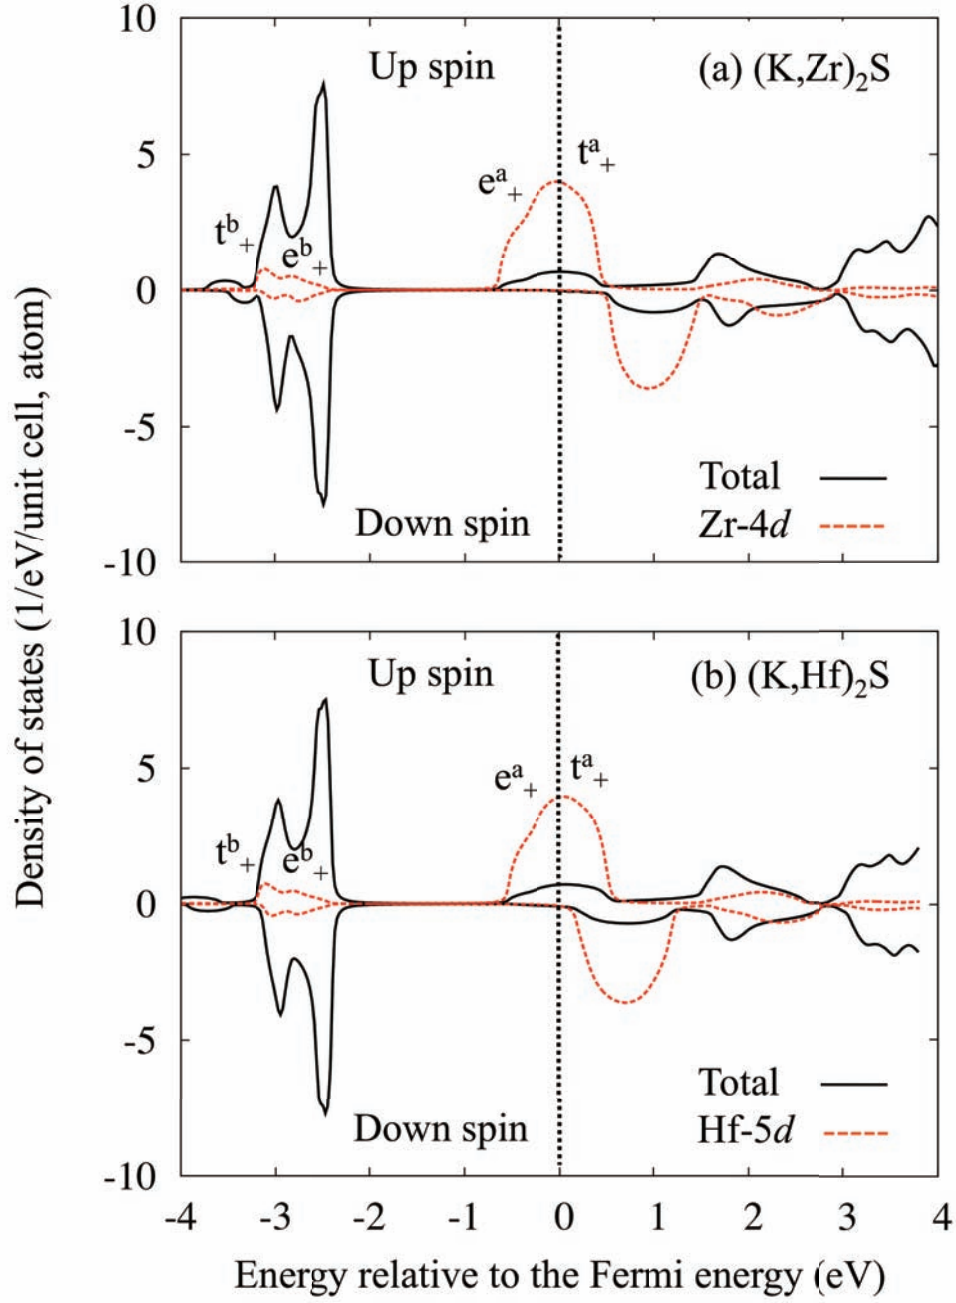 Density of states (1/eV/unit cell, atom)
10
Up spin
(a) (K,Zr)₂S
5
tᵃ₊
eᵃ₊
tᵇ₊
eᵇ₊
0
-5
Total
Down spin
Zr-4d
-10
10
Up spin
(b) (K,Hf)₂S
5
eᵃ₊ tᵃ₊
tᵇ₊
eᵇ₊
0
-5
Total
Down spin
Hf-5d
-10
-4 -3 -2 -1 0 1 2 3 4
Energy relative to the Fermi energy (eV)